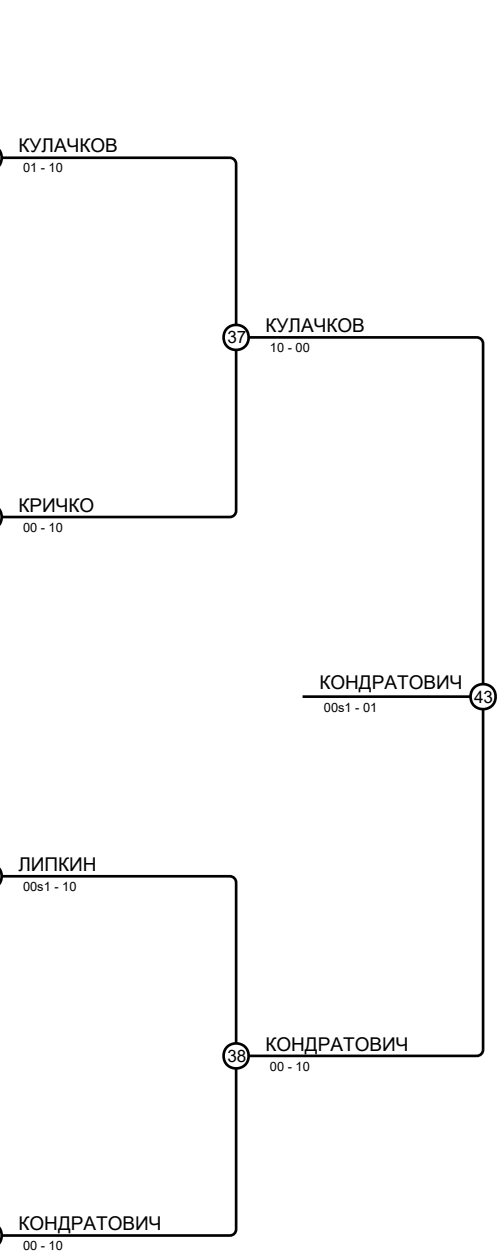 КУЛАЧКОВ
01 - 10
37
КУЛАЧКОВ
10 - 00
КРИЧКО
00 - 10
КОНДРАТОВИЧ
43
00s1 - 01
ЛИПКИН
00s1 - 10
38
КОНДРАТОВИЧ
00 - 10
КОНДРАТОВИЧ
00 - 10